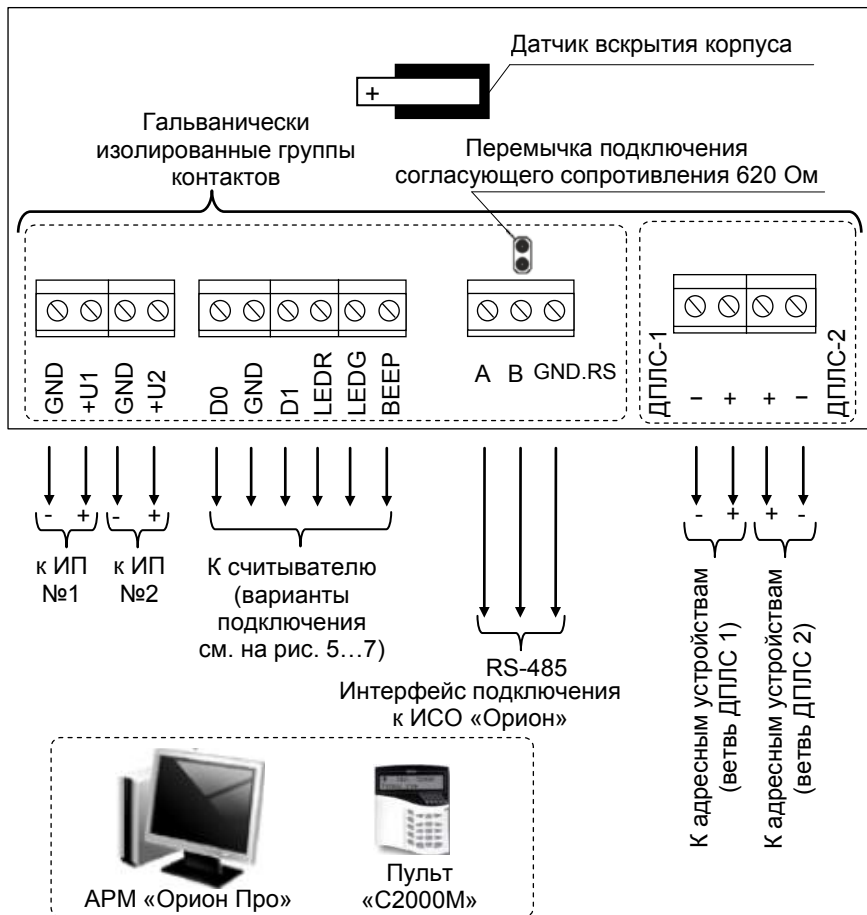 Датчик вскрытия корпуса
+
Гальванически
изолированные группы
контактов
Перемычка подключения
согласующего сопротивления 620 Ом
GND
+U1
GND
+U2
D0
GND
D1
LEDR
LEDG
BEEP
A B GND.RS
ДПЛС-1
– + + –
ДПЛС-2
- + - +
к ИП
№1
к ИП
№2
К считывателю
(варианты
подключения
см. на рис. 5…7)
RS-485
Интерфейс подключения
к ИСО «Орион»
- + + -
К адресным устройствам
(ветвь ДПЛС 1)
К адресным устройствам
(ветвь ДПЛС 2)
АРМ «Орион Про»
Пульт
«С2000М»